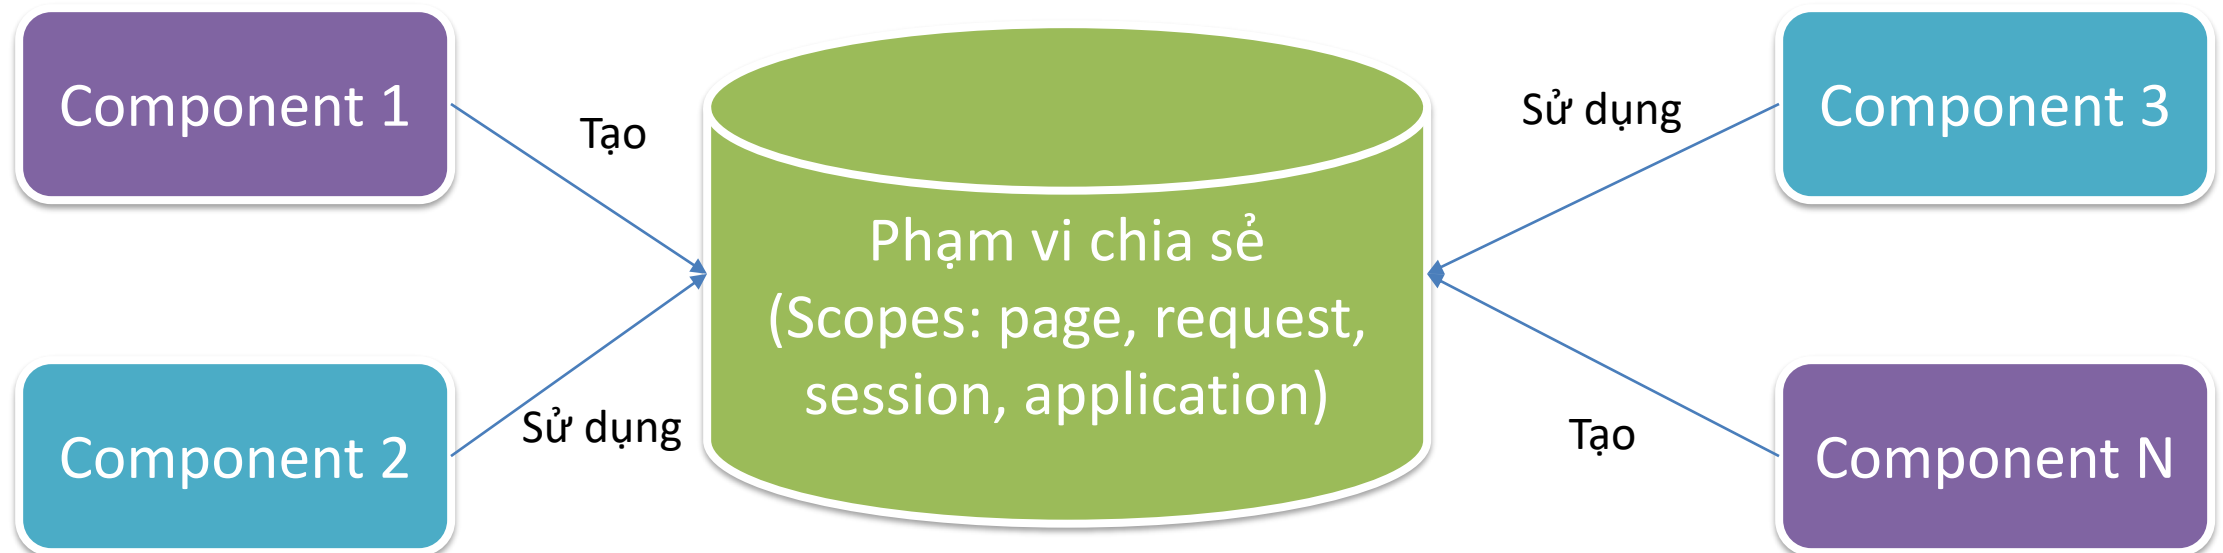 Component 1
Tạo
Sử dụng
Component 3
Phạm vi chia sẻ
(Scopes: page, request,
session, application)
Component 2
Sử dụng
Tạo
Component N